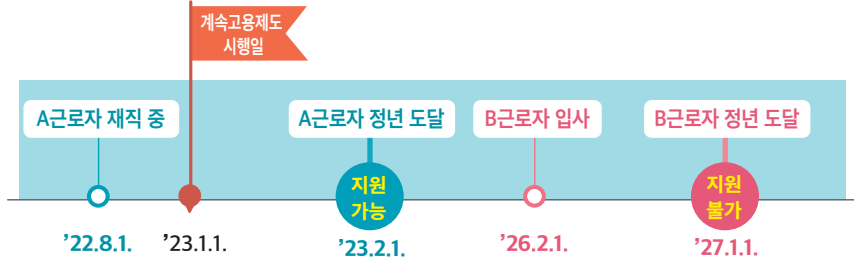 계속고용제도
시행일
A근로자 재직 중
A근로자 정년 도달
B근로자 입사
B근로자 정년 도달
지원
가능
지원
불가
’22.8.1.
’23.1.1.
’23.2.1.
’26.2.1.
’27.1.1.